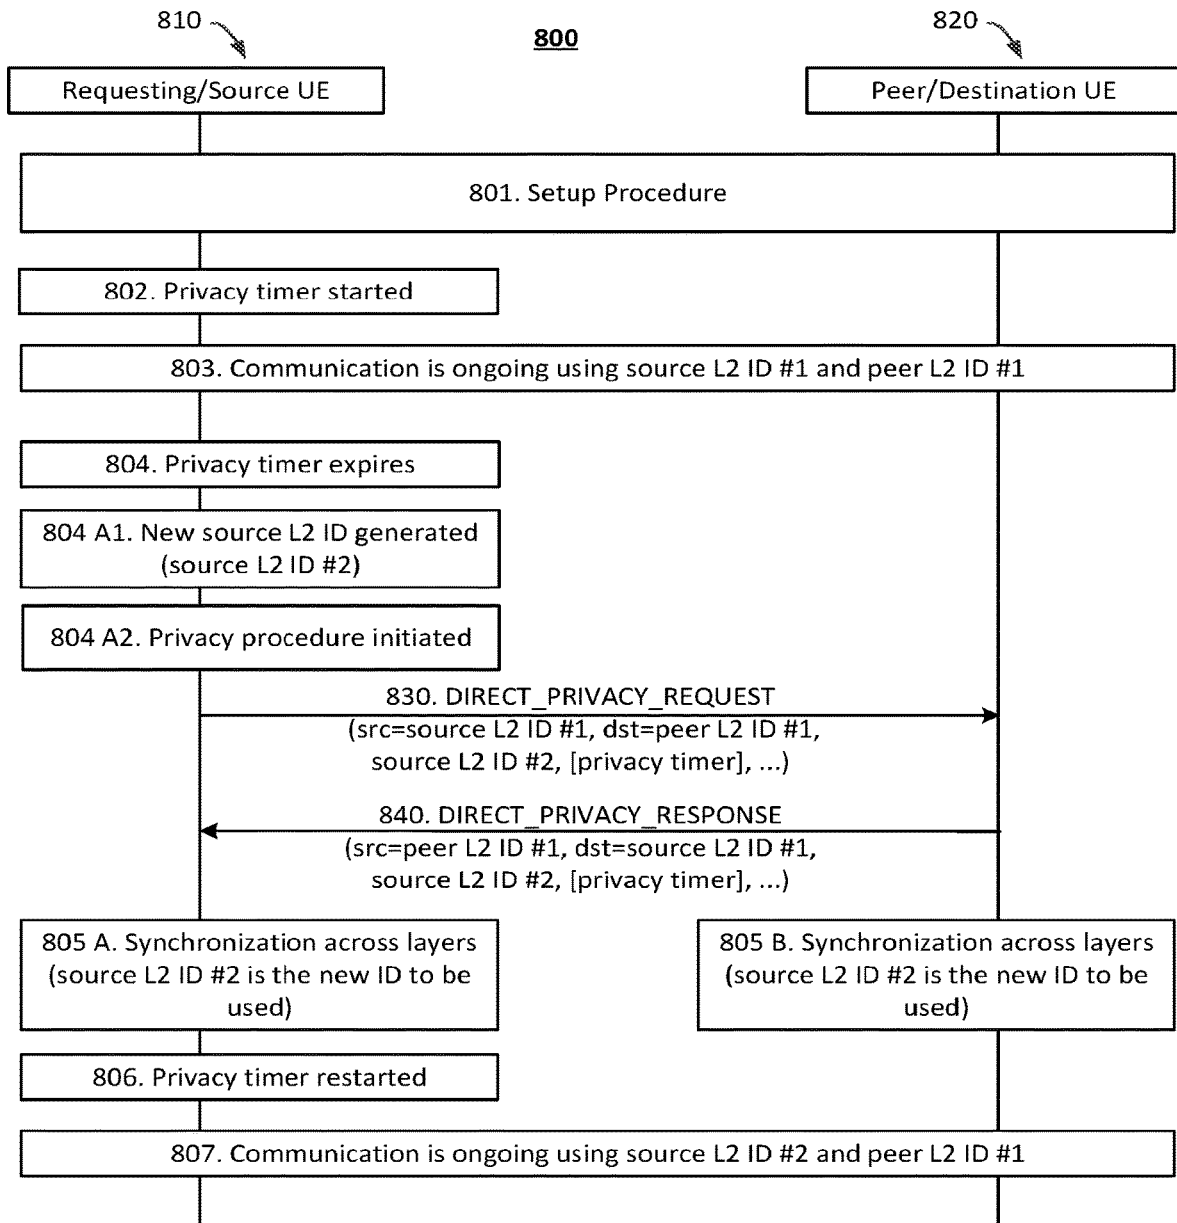 810
800
820
Requesting/Source UE
Peer/Destination UE
801. Setup Procedure
802. Privacy timer started
803. Communication is ongoing using source L2 ID #1 and peer L2 ID #1
804. Privacy timer expires
804 A1. New source L2 ID generated
(source L2 ID #2)
804 A2. Privacy procedure initiated
830. DIRECT_PRIVACY_REQUEST
(src=source L2 ID #1, dst=peer L2 ID #1,
source L2 ID #2, [privacy timer], ...)
840. DIRECT_PRIVACY_RESPONSE
(src=peer L2 ID #1, dst=source L2 ID #1,
source L2 ID #2, [privacy timer], ...)
805 A. Synchronization across layers
(source L2 ID #2 is the new ID to be
used)
805 B. Synchronization across layers
(source L2 ID #2 is the new ID to be
used)
806. Privacy timer restarted
807. Communication is ongoing using source L2 ID #2 and peer L2 ID #1